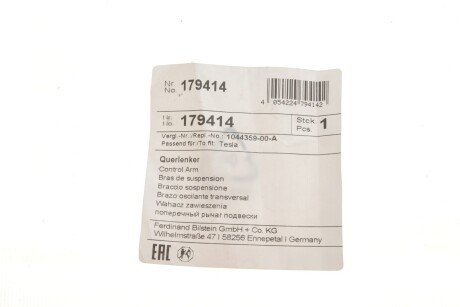 Nr. No. 179414
4 054224 794142
Nr. No. 179414 Stck. Pcs. 1
Vergl.-Nr./Repl.-No.: 1044359-00-A
Passend für:/To fit: Tesla
Querlenker
Control Arm
Bras de suspension
Braccio sospensione
Brazo oscilante transversal
Wahacz zawieszenia
поперечный рычаг подвески
Ferdinand Bilstein GmbH + Co. KG
Wilhelmstraße 47 | 58256 Ennepetal | Germany
EAC